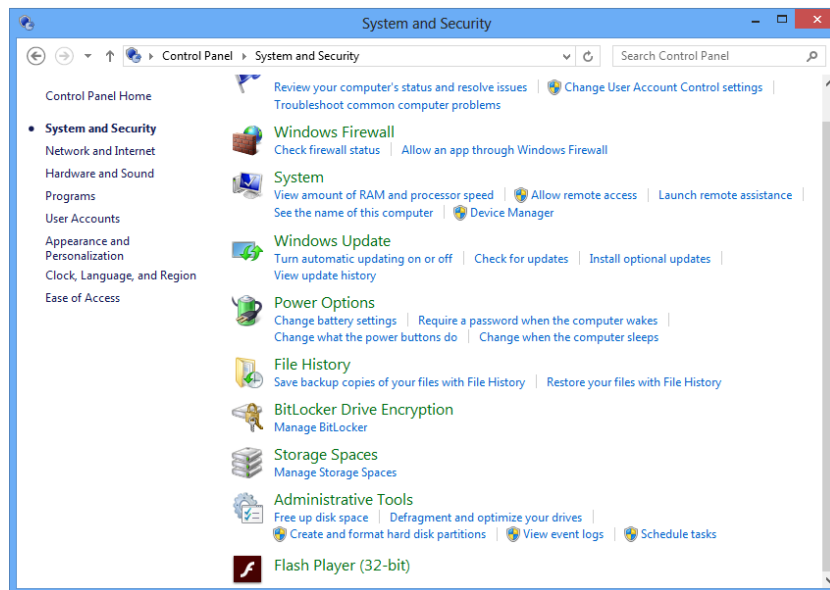 System and Security
Control Panel System and Security
Search Control Panel
Control Panel Home
System and Security
Network and Internet
Hardware and Sound
Programs
User Accounts
Appearance and
Personalization
Clock, Language, and Region
Ease of Access
Review your computer's status and resolve issues Change User Account Control settings
Troubleshoot common computer problems
Windows Firewall
Check firewall status Allow an app through Windows Firewall
System
View amount of RAM and processor speed Allow remote access Launch remote assistance
See the name of this computer Device Manager
Windows Update
Turn automatic updating on or off Check for updates Install optional updates
View update history
Power Options
Change battery settings Require a password when the computer wakes
Change what the power buttons do Change when the computer sleeps
File History
Save backup copies of your files with File History Restore your files with File History
BitLocker Drive Encryption
Manage BitLocker
Storage Spaces
Manage Storage Spaces
Administrative Tools
Free up disk space Defragment and optimize your drives
Create and format hard disk partitions View event logs Schedule tasks
Flash Player (32-bit)